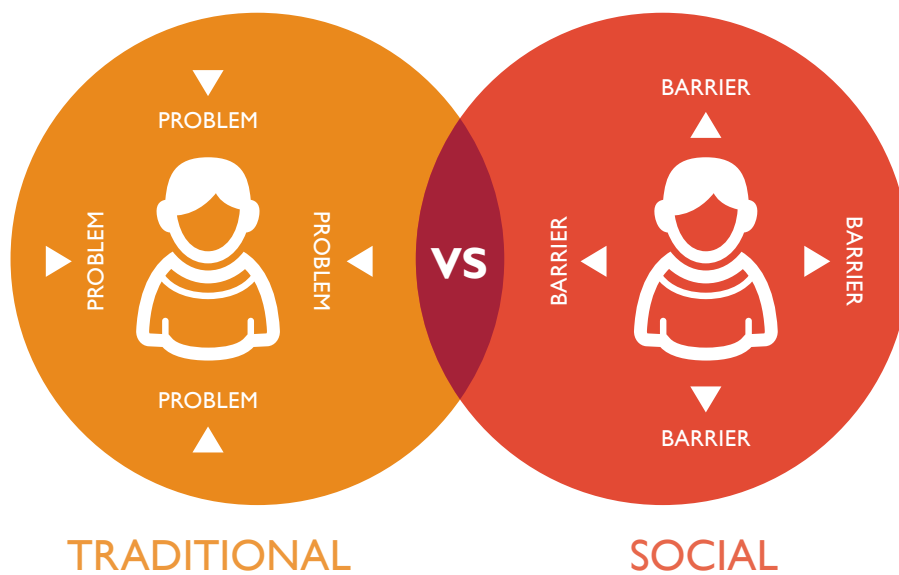 PROBLEM
PROBLEM
PROBLEM
PROBLEM
VS
BARRIER
BARRIER
BARRIER
BARRIER
TRADITIONAL
SOCIAL